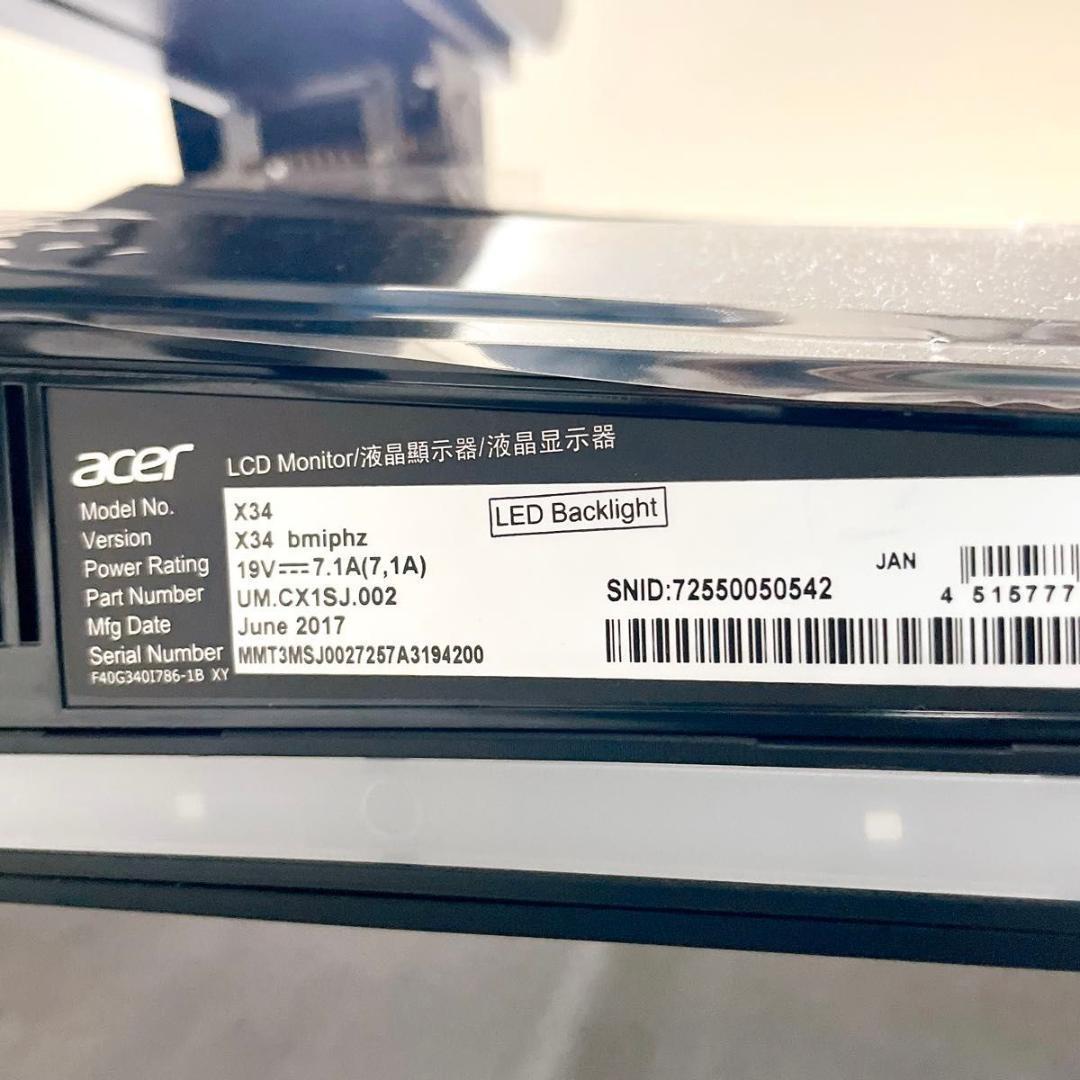 acer LCD Monitor/液晶顯示器/液晶显示器
Model No. X34 LED Backlight
Version X34 bmiphz
Power Rating 19V⎓7.1A(7,1A) JAN
Part Number UM.CX1SJ.002 SNID:72550050542 4 515777
Mfg Date June 2017
Serial Number MMT3MSJ0027257A3194200
F40G340I786-1B XY